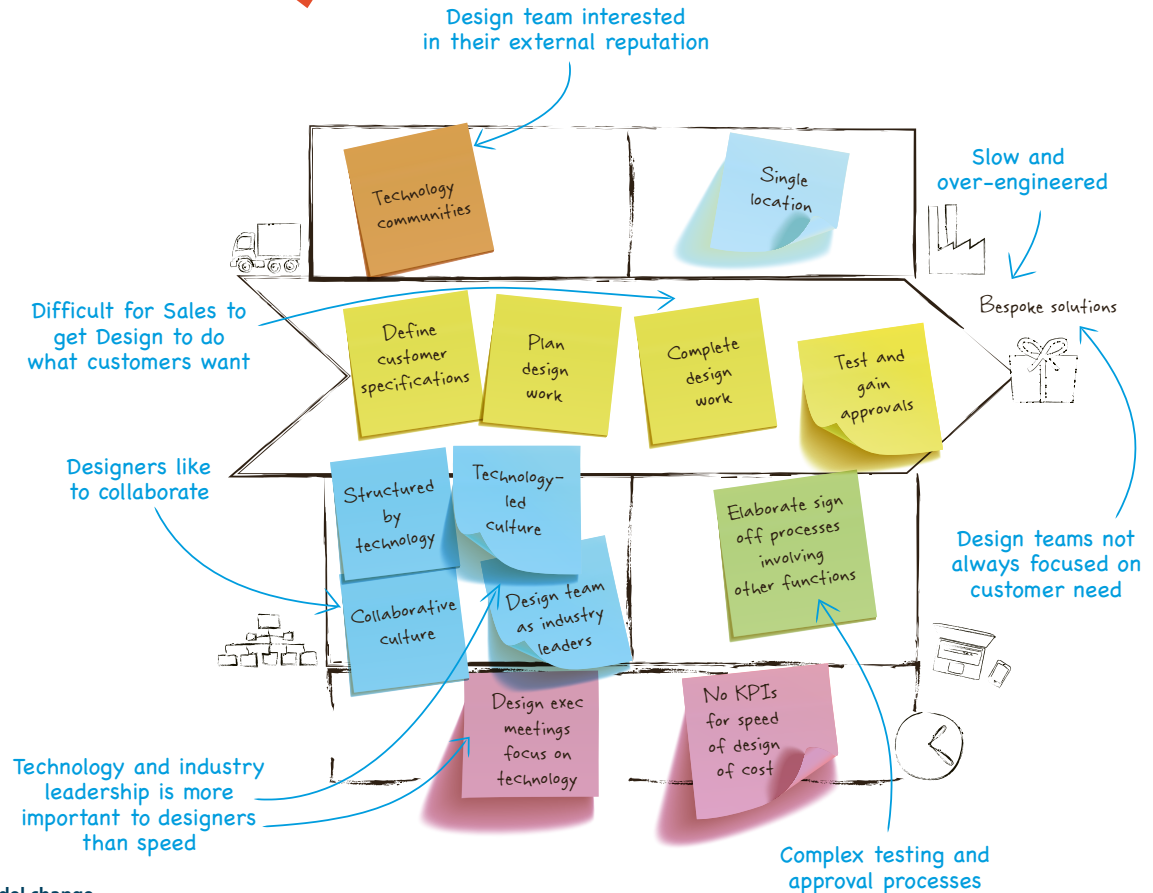 Design team interested
in their external reputation
Technology
communities
Single
location
Slow and
over-engineered
Bespoke solutions
Difficult for Sales to
get Design to do
what customers want
Define
customer
specifications
Plan
design
work
Complete
design
work
Test and
gain
approvals
Designers like
to collaborate
Structured
by
technology
Technology-
led
culture
Elaborate sign
off processes
involving
other functions
Design teams not
always focused on
customer need
Collaborative
culture
Design team
as industry
leaders
Design exec
meetings
focus on
technology
No KPIs
for speed
of design
of cost
Technology and industry
leadership is more
important to designers
than speed
Complex testing and
approval processes
change